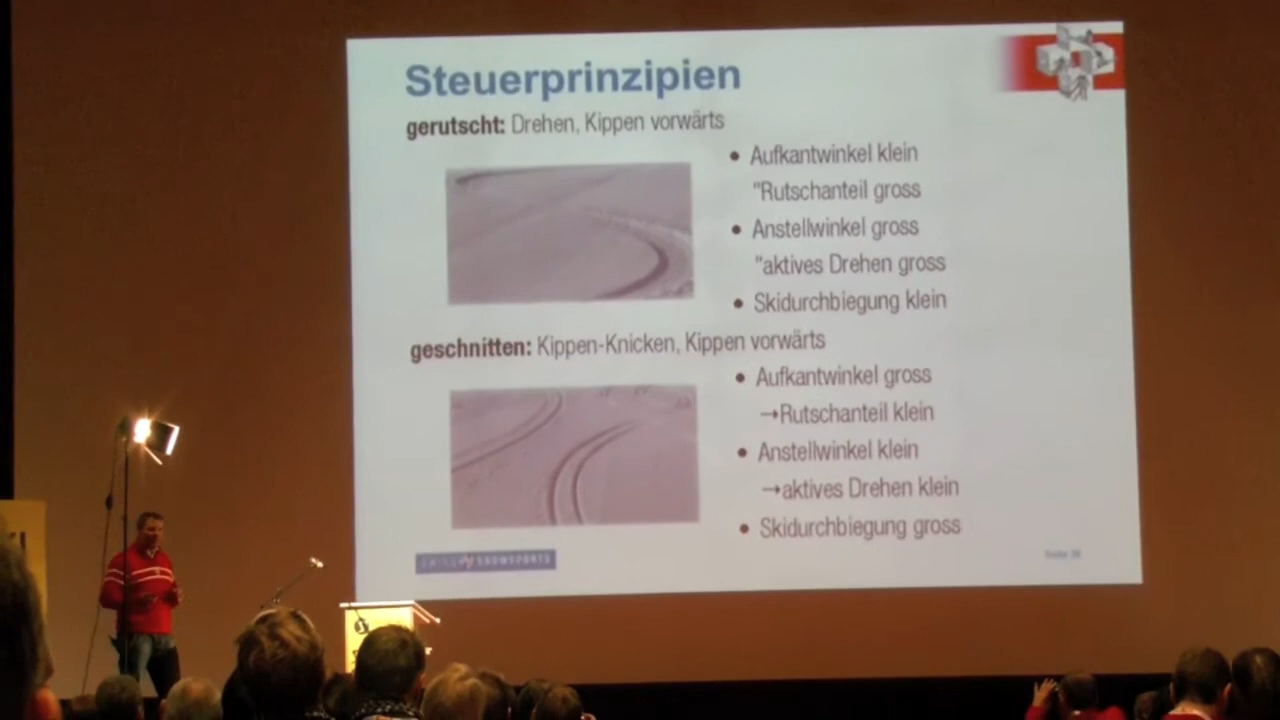 Steuerprinzipien
gerutscht: Drehen, Kippen vorwärts
• Aufkantwinkel klein
"Rutschanteil gross
• Anstellwinkel gross
"aktives Drehen gross
• Skidurchbiegung klein
geschnitten: Kippen-Knicken, Kippen vorwärts
• Aufkantwinkel gross
→Rutschanteil klein
• Anstellwinkel klein
→aktives Drehen klein
• Skidurchbiegung gross
SWISS SNOWSPORTS